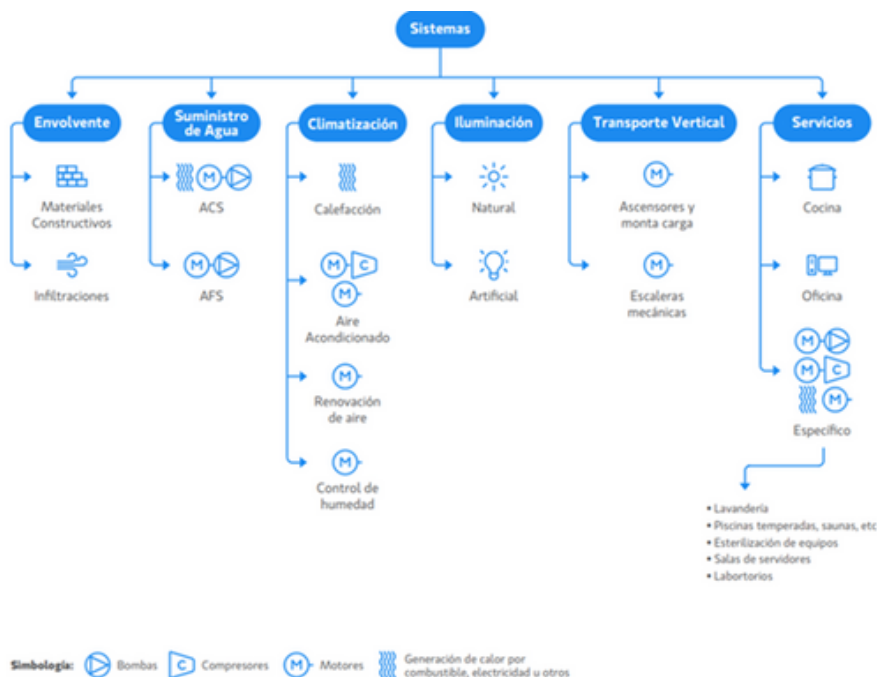 Sistemas
Envolvente
Suministro
de Agua
Climatización
Iluminación
Transporte Vertical
Servicios
Materiales
Constructivos
M
ACS
Calefacción
Natural
M
Ascensores y
monta carga
Cocina
Infiltraciones
M
AFS
M C
M
Aire
Acondicionado
Artificial
M
Escaleras
mecánicas
Oficina
M
Renovación
de aire
M
M C
M
Específico
M
Control de
humedad
• Lavandería
• Piscinas temperadas, saunas, etc
• Esterilización de equipos
• Salas de servidores
• Labortorios
Simbología: Bombas C Compresores M Motores Generación de calor por
combustible, electricidad u otros